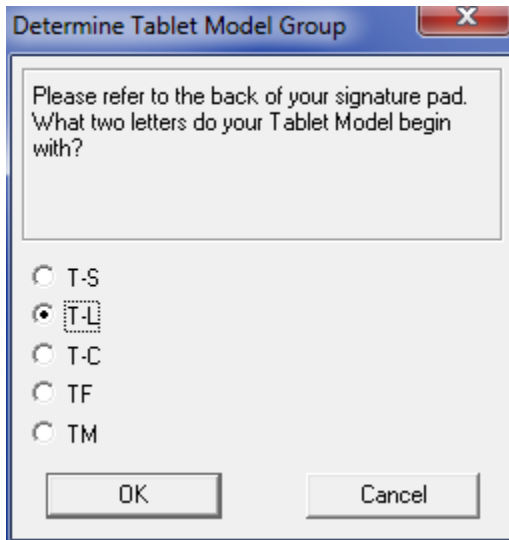 Determine Tablet Model Group
Please refer to the back of your signature pad.
What two letters do your Tablet Model begin
with?
T-S
T-L
T-C
TF
TM
OK Cancel